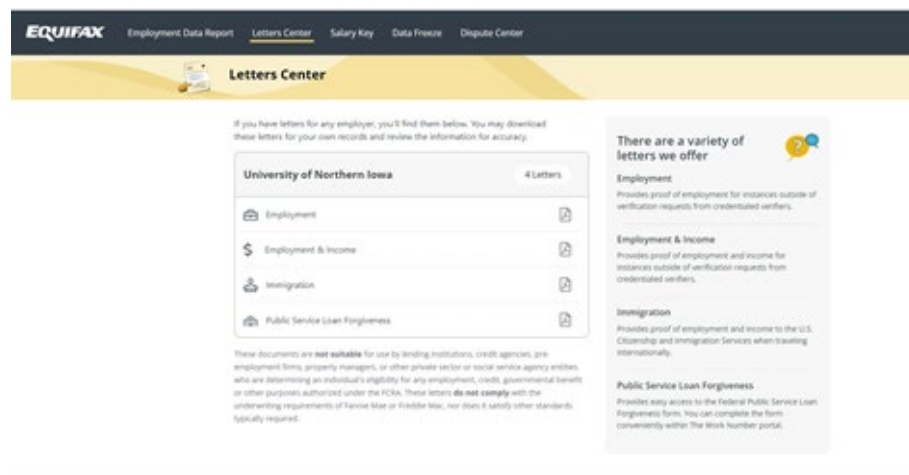 EQUIFAX Employment Data Report Letters Center Salary Key Data Freeze Dispute Center
Letters Center
If you have letters for any employer, you'll find them below. You may download
these letters for your own records and review the information for accuracy.
University of Northern Iowa 4 Letters
Employment
Employment & Income
Immigration
Public Service Loan Forgiveness
These documents are not suitable for use by lending institutions, credit agencies, pre-
employment firms, property managers, or other private sector or social service agency entities
who are determining an individual's eligibility for any employment, credit, governmental benefit
or other purposes authorized under the FCRA. These letters do not comply with the
underwriting requirements of Fannie Mae or Freddie Mac, nor does it satisfy other standards
typically required.
There are a variety of
letters we offer
Employment
Provides proof of employment for instances outside of
verification requests from credentialed verifiers.
Employment & Income
Provides proof of employment and income for
instances outside of verification requests from
credentialed verifiers.
Immigration
Provides proof of employment and income to the U.S.
Citizenship and Immigration Services when traveling
internationally.
Public Service Loan Forgiveness
Provides easy access to the Federal Public Service Loan
Forgiveness form. You can complete the form
conveniently within The Work Number portal.